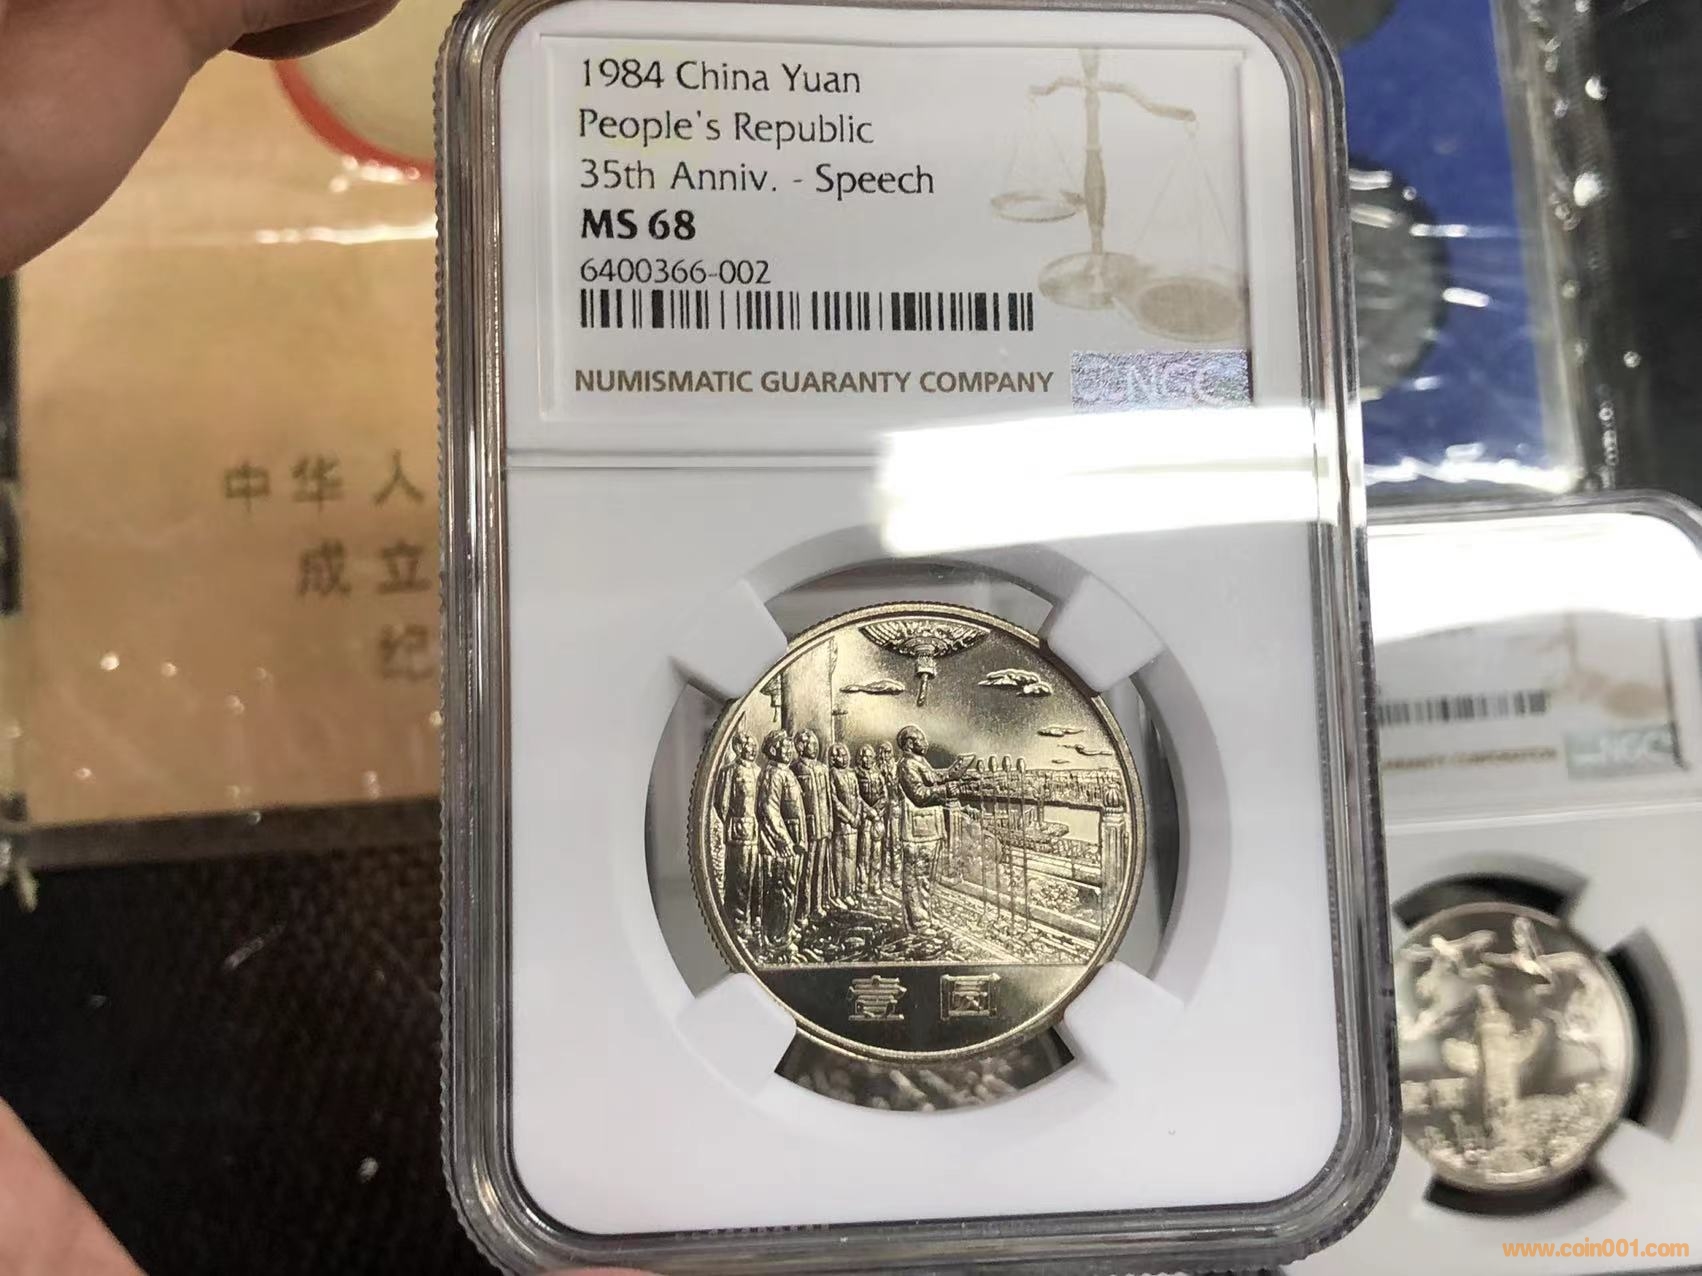 1984 China Yuan
People's Republic
35th Anniv. - Speech
MS 68
6400366-002
NUMISMATIC GUARANTY COMPANY
NGC
中华人
成立
纪
壹圆
NGC
www.coin001.com